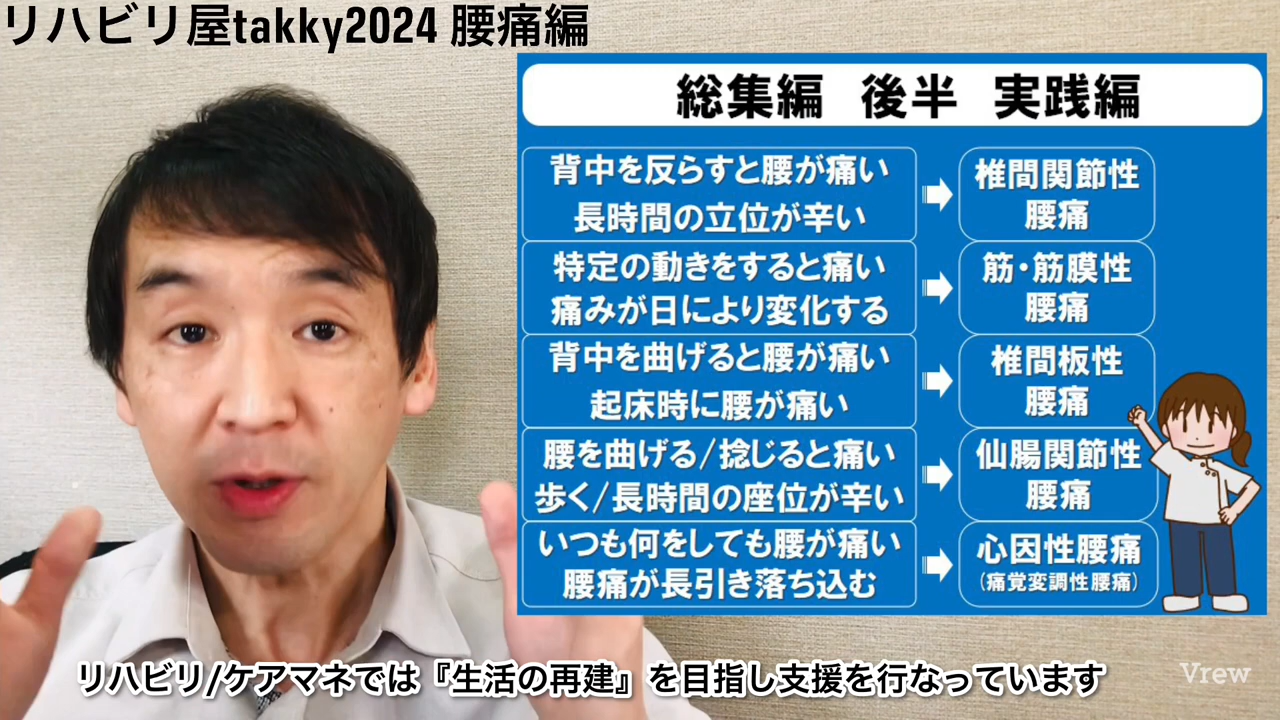 リハビリ屋takky2024 腰痛編
総集編 後半 実践編
背中を反らすと腰が痛い
長時間の立位が辛い
椎間関節性
腰痛
特定の動きをすると痛い
痛みが日により変化する
筋・筋膜性
腰痛
背中を曲げると腰が痛い
起床時に腰が痛い
椎間板性
腰痛
腰を曲げる/捻じると痛い
歩く/長時間の座位が辛い
仙腸関節性
腰痛
いつも何をしても腰が痛い
腰痛が長引き落ち込む
心因性腰痛
(痛覚変調性腰痛)
リハビリ/ケアマネでは『生活の再建』を目指し支援を行なっています
Vrew